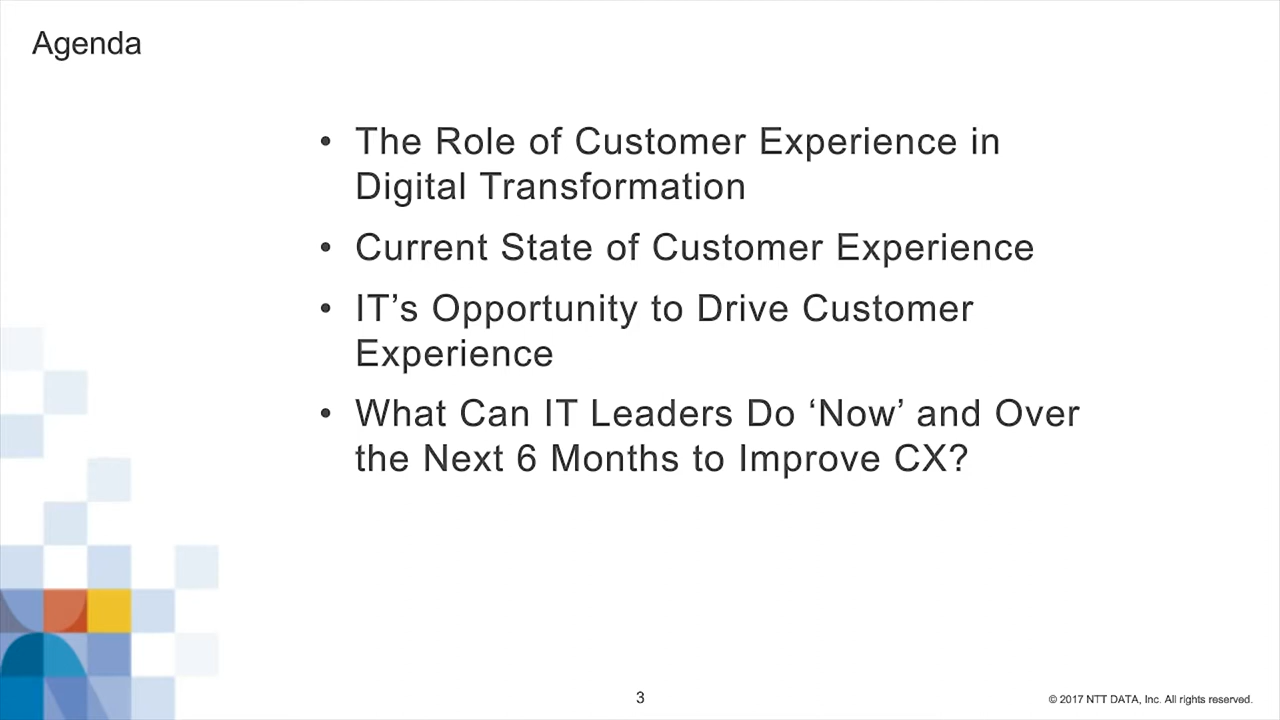 Agenda
• The Role of Customer Experience in
Digital Transformation
• Current State of Customer Experience
• IT’s Opportunity to Drive Customer
Experience
• What Can IT Leaders Do ‘Now’ and Over
the Next 6 Months to Improve CX?
3
© 2017 NTT DATA, Inc. All rights reserved.